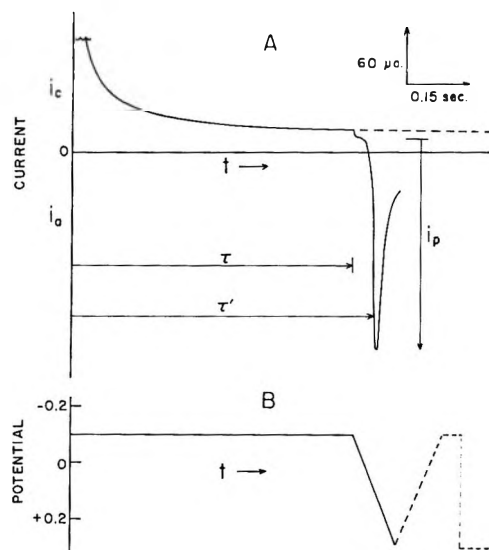 A
60 µa.
0.15 sec.
CURRENT
i_c
0
i_a
t
τ
τ'
i_p
B
POTENTIAL
-0.2
0
+0.2
t